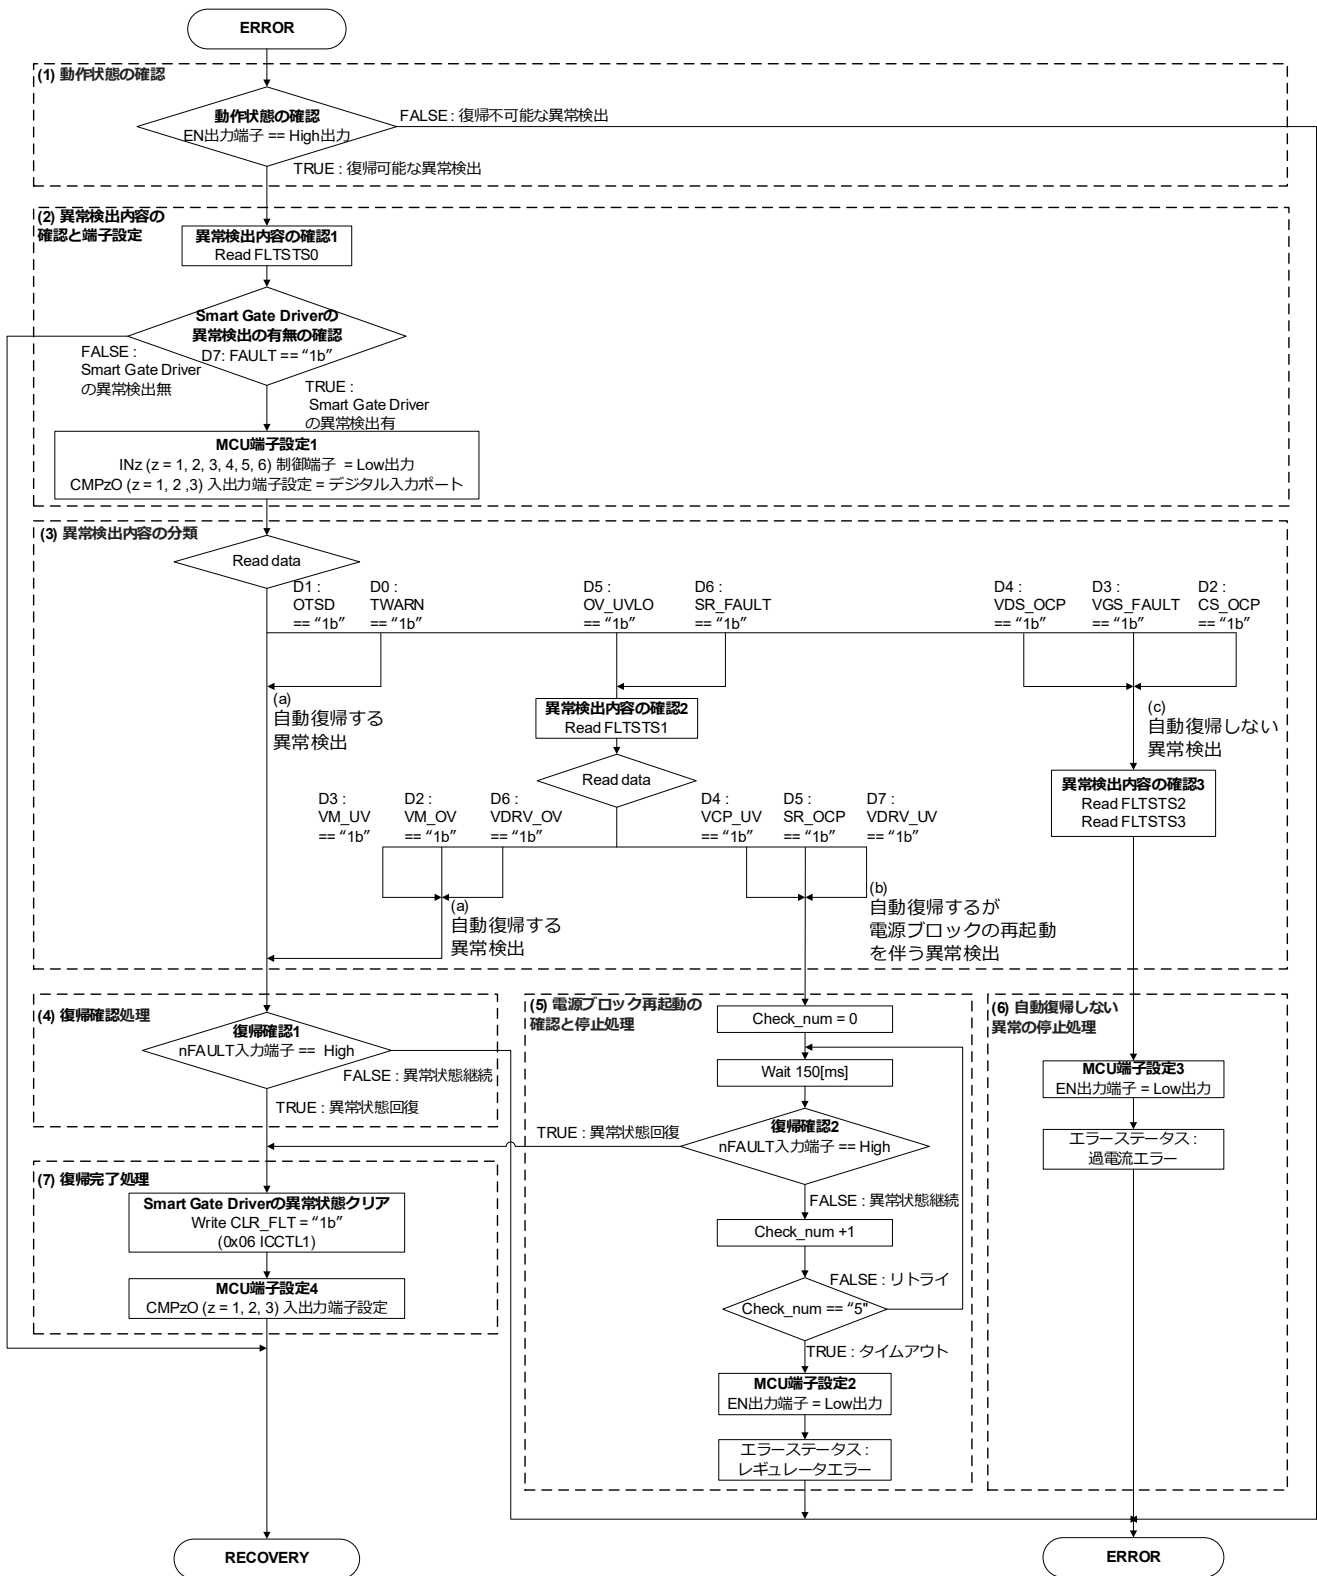 ERROR
(1) 動作状態の確認
動作状態の確認
EN出力端子 == High出力
FALSE : 復帰不可能な異常検出
TRUE : 復帰可能な異常検出
(2) 異常検出内容の
確認と端子設定
異常検出内容の確認1
Read FLTSTS0
Smart Gate Driverの
異常検出の有無の確認
D7: FAULT == “1b”
FALSE :
Smart Gate Driver
の異常検出無
TRUE :
Smart Gate Driver
の異常検出有
MCU端子設定1
INz (z = 1, 2, 3, 4, 5, 6) 制御端子 = Low出力
CMPzO (z = 1, 2 ,3) 入出力端子設定 = デジタル入力ポート
(3) 異常検出内容の分類
Read data
D1 :
OTSD
== “1b”
D0 :
TWARN
== “1b”
D5 :
OV_UVLO
== “1b”
D6 :
SR_FAULT
== “1b”
D4 :
VDS_OCP
== “1b”
D3 :
VGS_FAULT
== “1b”
D2 :
CS_OCP
== “1b”
(a)
自動復帰する
異常検出
異常検出内容の確認2
Read FLTSTS1
Read data
(c)
自動復帰しない
異常検出
異常検出内容の確認3
Read FLTSTS2
Read FLTSTS3
D3 :
VM_UV
== “1b”
D2 :
VM_OV
== “1b”
D6 :
VDRV_OV
== “1b”
D4 :
VCP_UV
== “1b”
D5 :
SR_OCP
== “1b”
D7 :
VDRV_UV
== “1b”
(a)
自動復帰する
異常検出
(b)
自動復帰するが
電源ブロックの再起動
を伴う異常検出
(4) 復帰確認処理
復帰確認1
nFAULT入力端子 == High
FALSE : 異常状態継続
TRUE : 異常状態回復
(5) 電源ブロック再起動の
確認と停止処理
Check_num = 0
Wait 150[ms]
復帰確認2
nFAULT入力端子 == High
TRUE : 異常状態回復
FALSE : 異常状態継続
Check_num +1
FALSE : リトライ
Check_num == “5"
TRUE : タイムアウト
MCU端子設定2
EN出力端子 = Low出力
エラーステータス :
レギュレータエラー
(6) 自動復帰しない
異常の停止処理
MCU端子設定3
EN出力端子 = Low出力
エラーステータス :
過電流エラー
(7) 復帰完了処理
Smart Gate Driverの異常状態クリア
Write CLR_FLT = “1b”
(0x06 ICCTL1)
MCU端子設定4
CMPzO (z = 1, 2, 3) 入出力端子設定
RECOVERY
ERROR